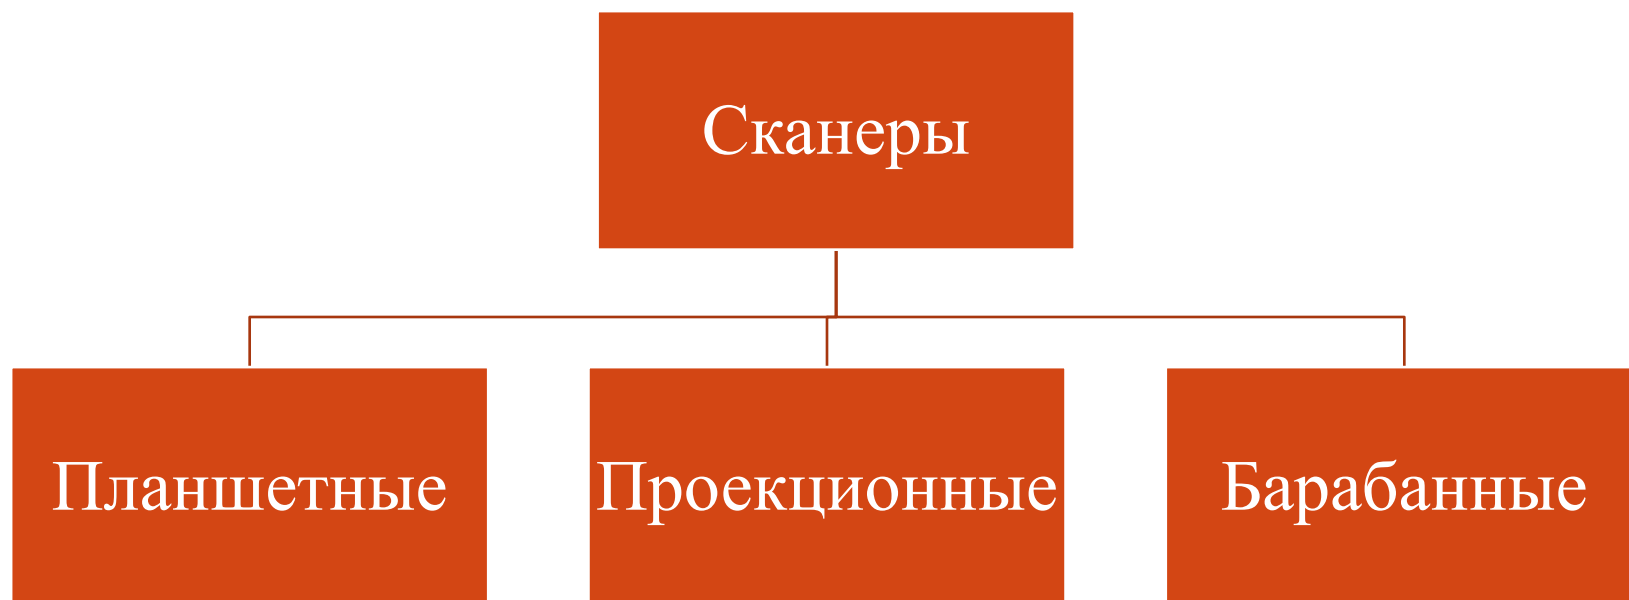 Сканеры
Планшетные
Проекционные
Барабанные